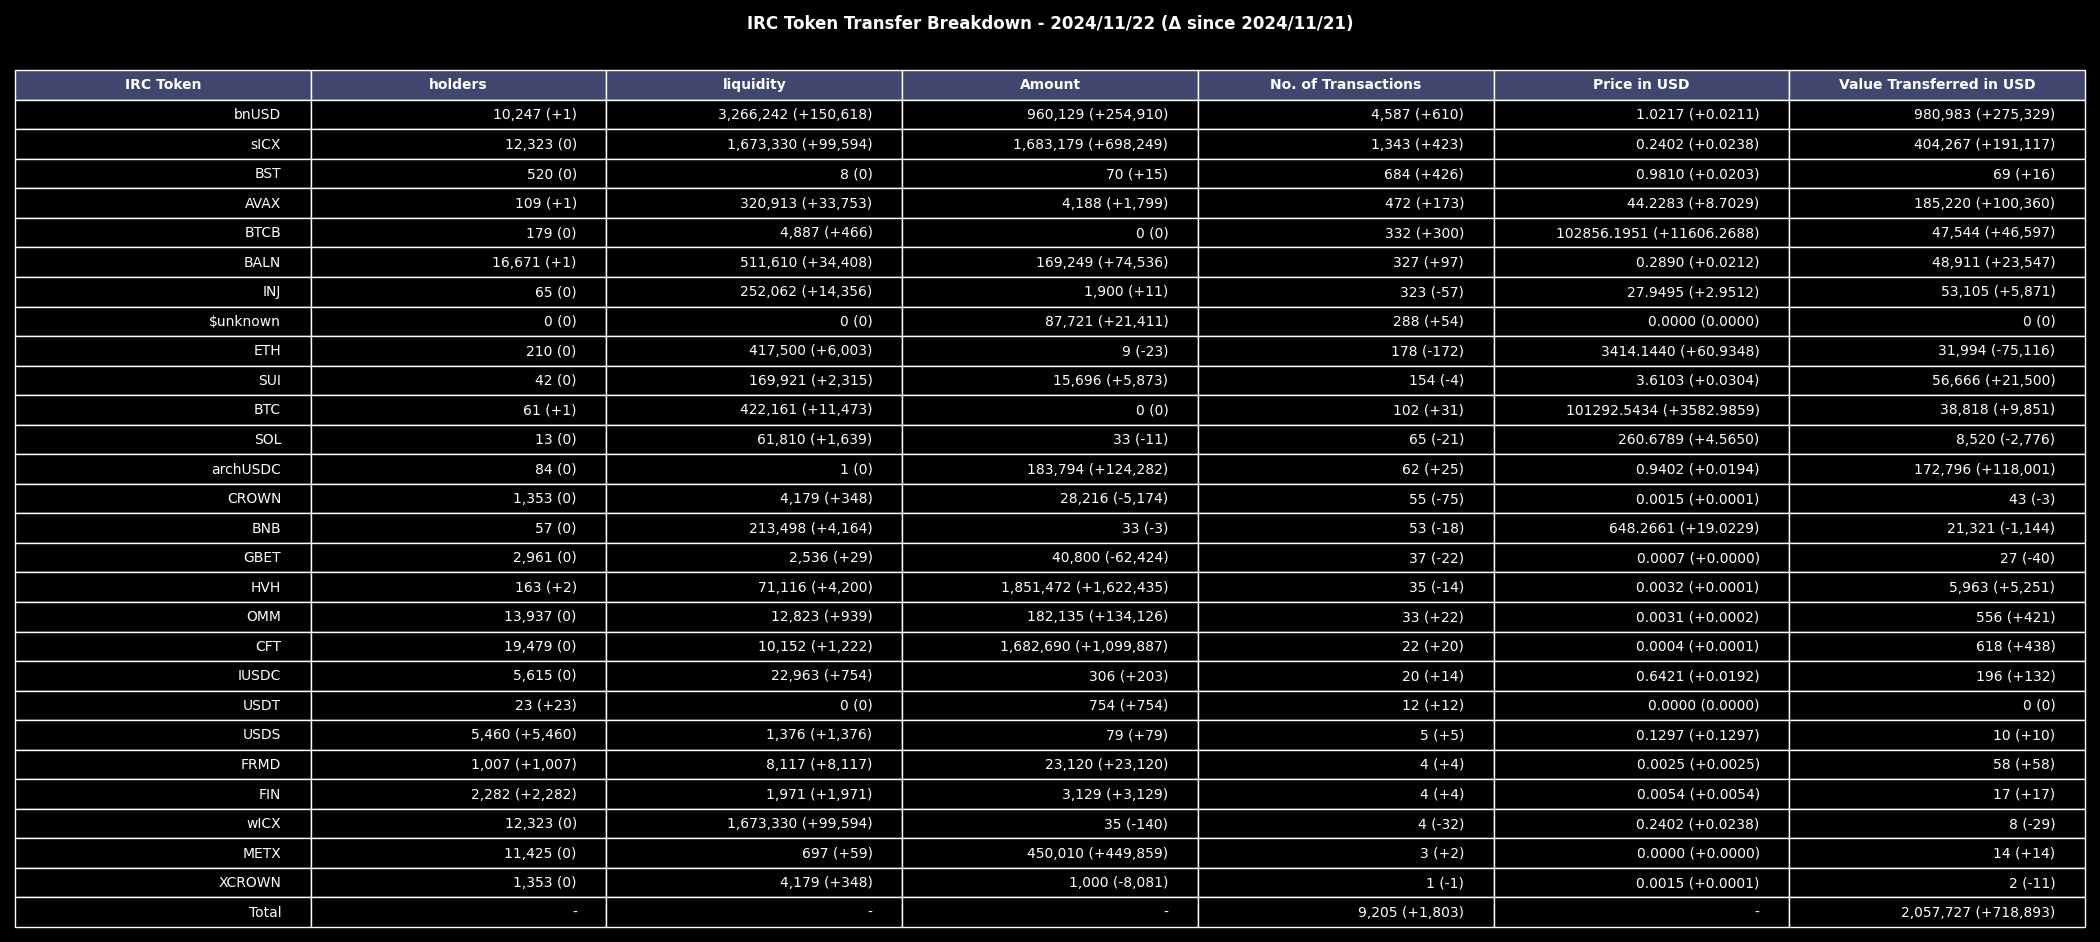 IRC Token Transfer Breakdown - 2024/11/22 (Δ since 2024/11/21)
IRC Token holders liquidity Amount No. of Transactions Price in USD Value Transferred in USD
bnUSD 10,247 (+1) 3,266,242 (+150,618) 960,129 (+254,910) 4,587 (+610) 1.0217 (+0.0211) 980,983 (+275,329)
sICX 12,323 (0) 1,673,330 (+99,594) 1,683,179 (+698,249) 1,343 (+423) 0.2402 (+0.0238) 404,267 (+191,117)
BST 520 (0) 8 (0) 70 (+15) 684 (+426) 0.9810 (+0.0203) 69 (+16)
AVAX 109 (+1) 320,913 (+33,753) 4,188 (+1,799) 472 (+173) 44.2283 (+8.7029) 185,220 (+100,360)
BTCB 179 (0) 4,887 (+466) 0 (0) 332 (+300) 102856.1951 (+11606.2688) 47,544 (+46,597)
BALN 16,671 (+1) 511,610 (+34,408) 169,249 (+74,536) 327 (+97) 0.2890 (+0.0212) 48,911 (+23,547)
INJ 65 (0) 252,062 (+14,356) 1,900 (+11) 323 (-57) 27.9495 (+2.9512) 53,105 (+5,871)
$unknown 0 (0) 0 (0) 87,721 (+21,411) 288 (+54) 0.0000 (0.0000) 0 (0)
ETH 210 (0) 417,500 (+6,003) 9 (-23) 178 (-172) 3414.1440 (+60.9348) 31,994 (-75,116)
SUI 42 (0) 169,921 (+2,315) 15,696 (+5,873) 154 (-4) 3.6103 (+0.0304) 56,666 (+21,500)
BTC 61 (+1) 422,161 (+11,473) 0 (0) 102 (+31) 101292.5434 (+3582.9859) 38,818 (+9,851)
SOL 13 (0) 61,810 (+1,639) 33 (-11) 65 (-21) 260.6789 (+4.5650) 8,520 (-2,776)
archUSDC 84 (0) 1 (0) 183,794 (+124,282) 62 (+25) 0.9402 (+0.0194) 172,796 (+118,001)
CROWN 1,353 (0) 4,179 (+348) 28,216 (-5,174) 55 (-75) 0.0015 (+0.0001) 43 (-3)
BNB 57 (0) 213,498 (+4,164) 33 (-3) 53 (-18) 648.2661 (+19.0229) 21,321 (-1,144)
GBET 2,961 (0) 2,536 (+29) 40,800 (-62,424) 37 (-22) 0.0007 (+0.0000) 27 (-40)
HVH 163 (+2) 71,116 (+4,200) 1,851,472 (+1,622,435) 35 (-14) 0.0032 (+0.0001) 5,963 (+5,251)
OMM 13,937 (0) 12,823 (+939) 182,135 (+134,126) 33 (+22) 0.0031 (+0.0002) 556 (+421)
CFT 19,479 (0) 10,152 (+1,222) 1,682,690 (+1,099,887) 22 (+20) 0.0004 (+0.0001) 618 (+438)
IUSDC 5,615 (0) 22,963 (+754) 306 (+203) 20 (+14) 0.6421 (+0.0192) 196 (+132)
USDT 23 (+23) 0 (0) 754 (+754) 12 (+12) 0.0000 (0.0000) 0 (0)
USDS 5,460 (+5,460) 1,376 (+1,376) 79 (+79) 5 (+5) 0.1297 (+0.1297) 10 (+10)
FRMD 1,007 (+1,007) 8,117 (+8,117) 23,120 (+23,120) 4 (+4) 0.0025 (+0.0025) 58 (+58)
FIN 2,282 (+2,282) 1,971 (+1,971) 3,129 (+3,129) 4 (+4) 0.0054 (+0.0054) 17 (+17)
wICX 12,323 (0) 1,673,330 (+99,594) 35 (-140) 4 (-32) 0.2402 (+0.0238) 8 (-29)
METX 11,425 (0) 697 (+59) 450,010 (+449,859) 3 (+2) 0.0000 (+0.0000) 14 (+14)
XCROWN 1,353 (0) 4,179 (+348) 1,000 (-8,081) 1 (-1) 0.0015 (+0.0001) 2 (-11)
Total - - - 9,205 (+1,803) - 2,057,727 (+718,893)